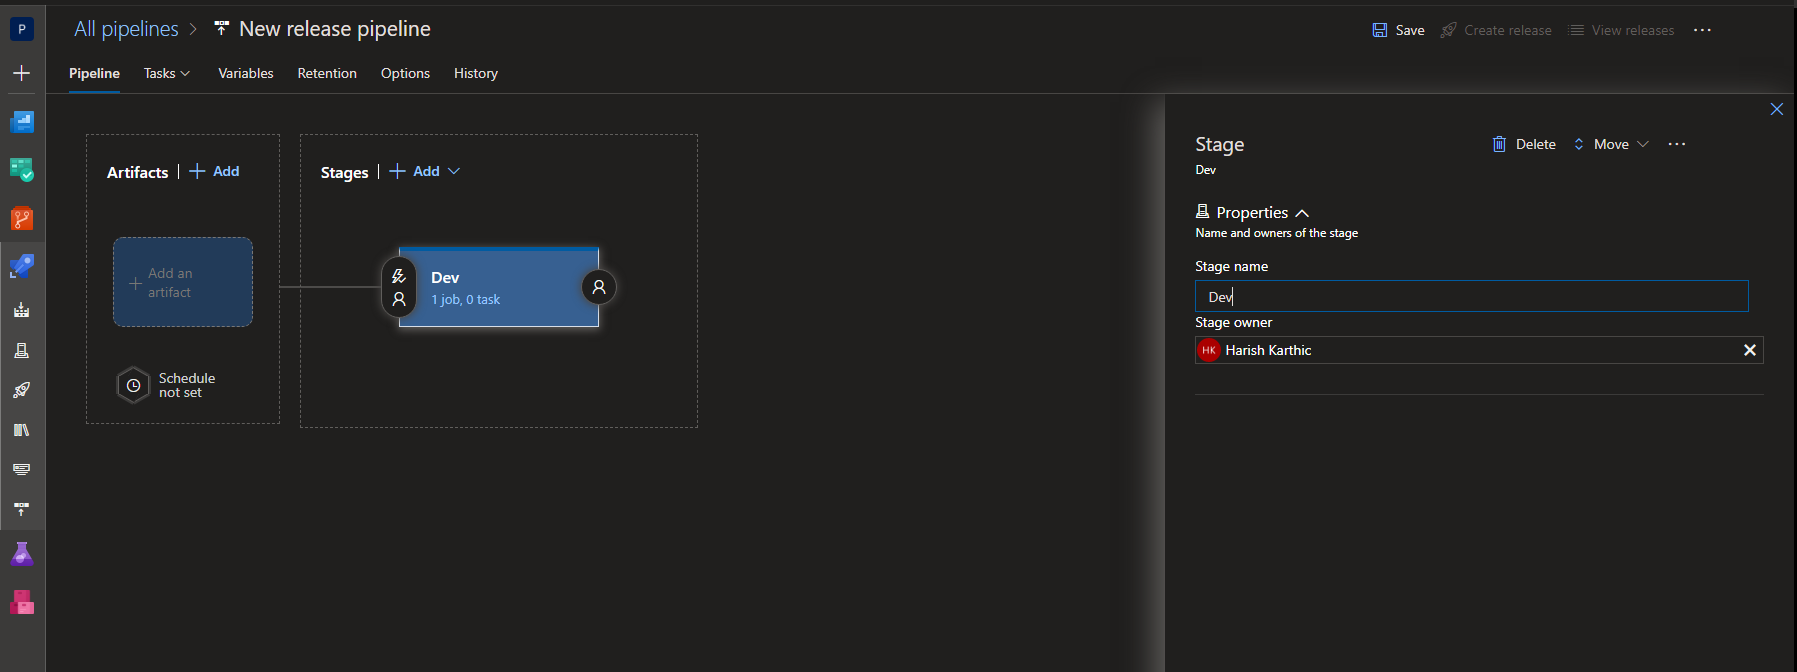 P
All pipelines > New release pipeline
Save Create release View releases ...
Pipeline Tasks Variables Retention Options History
Artifacts | + Add
Stages | + Add
Add an
artifact
Dev
1 job, 0 task
Schedule
not set
Stage
Delete Move ...
Dev
Properties
Name and owners of the stage
Stage name
Dev
Stage owner
HK Harish Karthic